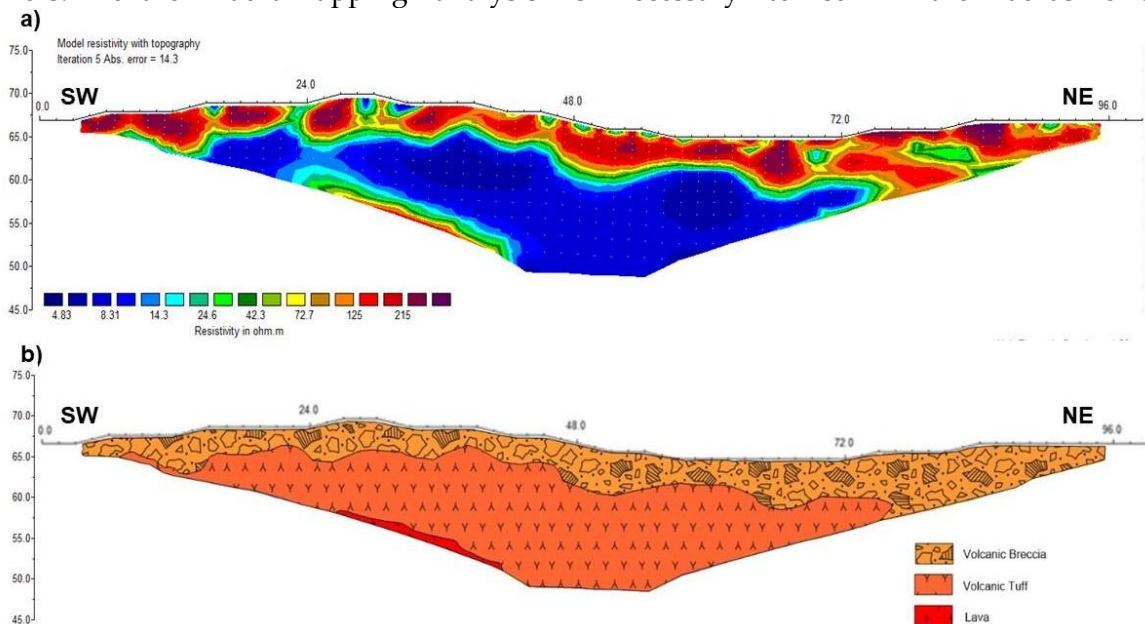 a)
Model resistivity with topography
Iteration 5 Abs. error = 14.3
75.0
70.0
65.0
60.0
55.0
50.0
45.0
SW
NE
0.0
24.0
48.0
72.0
96.0
4.83 8.31 14.3 24.6 42.3 72.7 125 215
Resistivity in ohm.m
b)
75.0
70.0
65.0
60.0
55.0
50.0
45.0
SW
NE
0.0
24.0
48.0
72.0
96.0
Volcanic Breccia
Volcanic Tuff
Lava